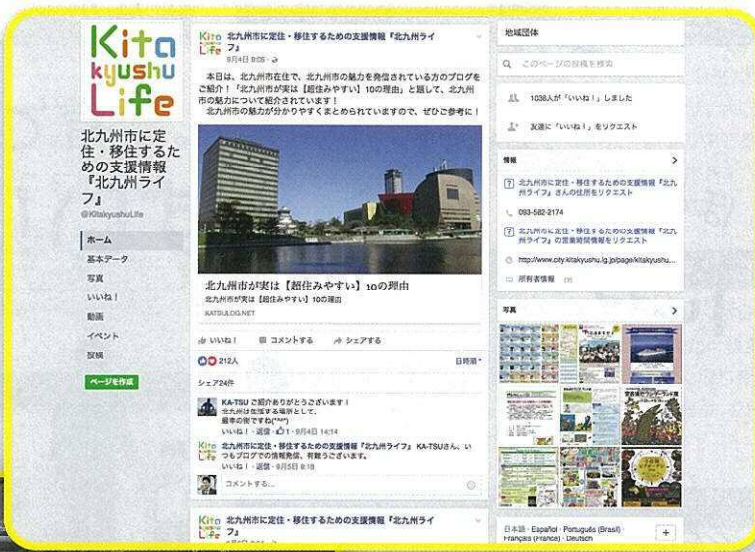 Kita
kyushu
Life
北九州市に定
住・移住するた
めの支援情報
『北九州ライ
フ』
@KitakyushuLife
ホーム
基本データ
写真
いいね！
動画
イベント
投稿
ページを作成
北九州市に定住・移住するための支援情報『北九州ライ
フ』
9月4日 8:05
本日は、北九州市在住で、北九州市の魅力を発信されている方のブログを
ご紹介！「北九州市が実は【超住みやすい】10の理由」と題して、北九州
市の魅力について紹介されています！
北九州市の魅力が分かりやすくまとめられていますので、ぜひご参考に！
北九州市が実は【超住みやすい】10の理由
北九州市が実は【超住みやすい】10の理由
KATSULOG.NET
いいね！ コメントする シェアする
212人 日時順
シェア24件
KA-TSU ご紹介ありがとうございます！
北九州は生活する場所として、
最幸の街ですね(*^^*)
いいね！・返信・1・9月4日 14:14
北九州市に定住・移住するための支援情報『北九州ライフ』 KA-TSUさん、い
つもブログでの情報発信、有難うございます。
いいね！・返信・9月5日 8:18
コメントする...
北九州市に定住・移住するための支援情報『北九州ライ
フ』
地域団体
このページの投稿を検索
1038人が「いいね！」しました
友達に「いいね！」をリクエスト
情報
北九州市に定住・移住するための支援情報『北九
州ライフ』さんの住所をリクエスト
093-582-2174
北九州市に定住・移住するための支援情報『北九
州ライフ』の営業時間情報をリクエスト
http://www.city.kitakyushu.lg.jp/page/kitakyushu...
所有者情報
写真
日本語・Español・Português (Brasil)・
Français (France)・Deutsch